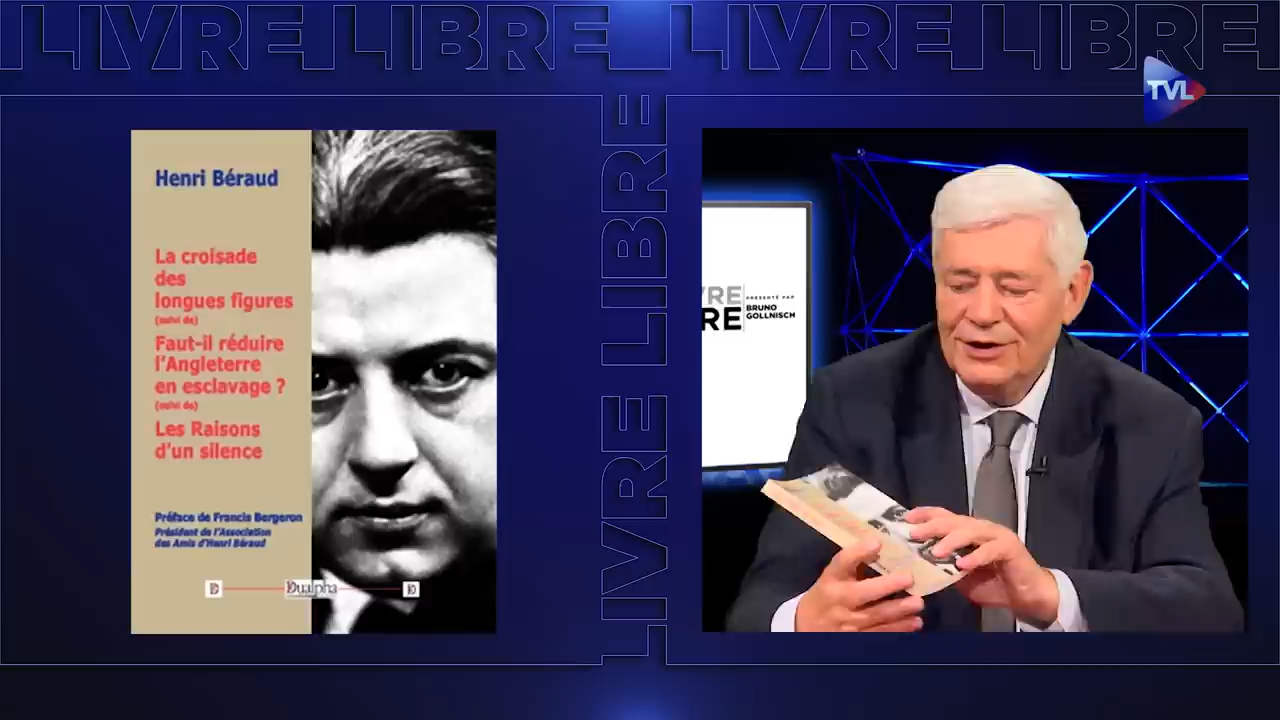 LIVRE LIBRE LIVRE LIBRE
TVL
LIVRE LIBRE
Henri Béraud
La croisade
des
longues figures
(suivi de)
Faut-il réduire
l'Angleterre
en esclavage ?
(suivi de)
Les Raisons
d'un silence
Préface de Francis Bergeron
Président de l'Association
des Amis d'Henri Béraud
D
Dualpha
D
VRE
RE
PRÉSENTÉ PAR
BRUNO
GOLLNISCH